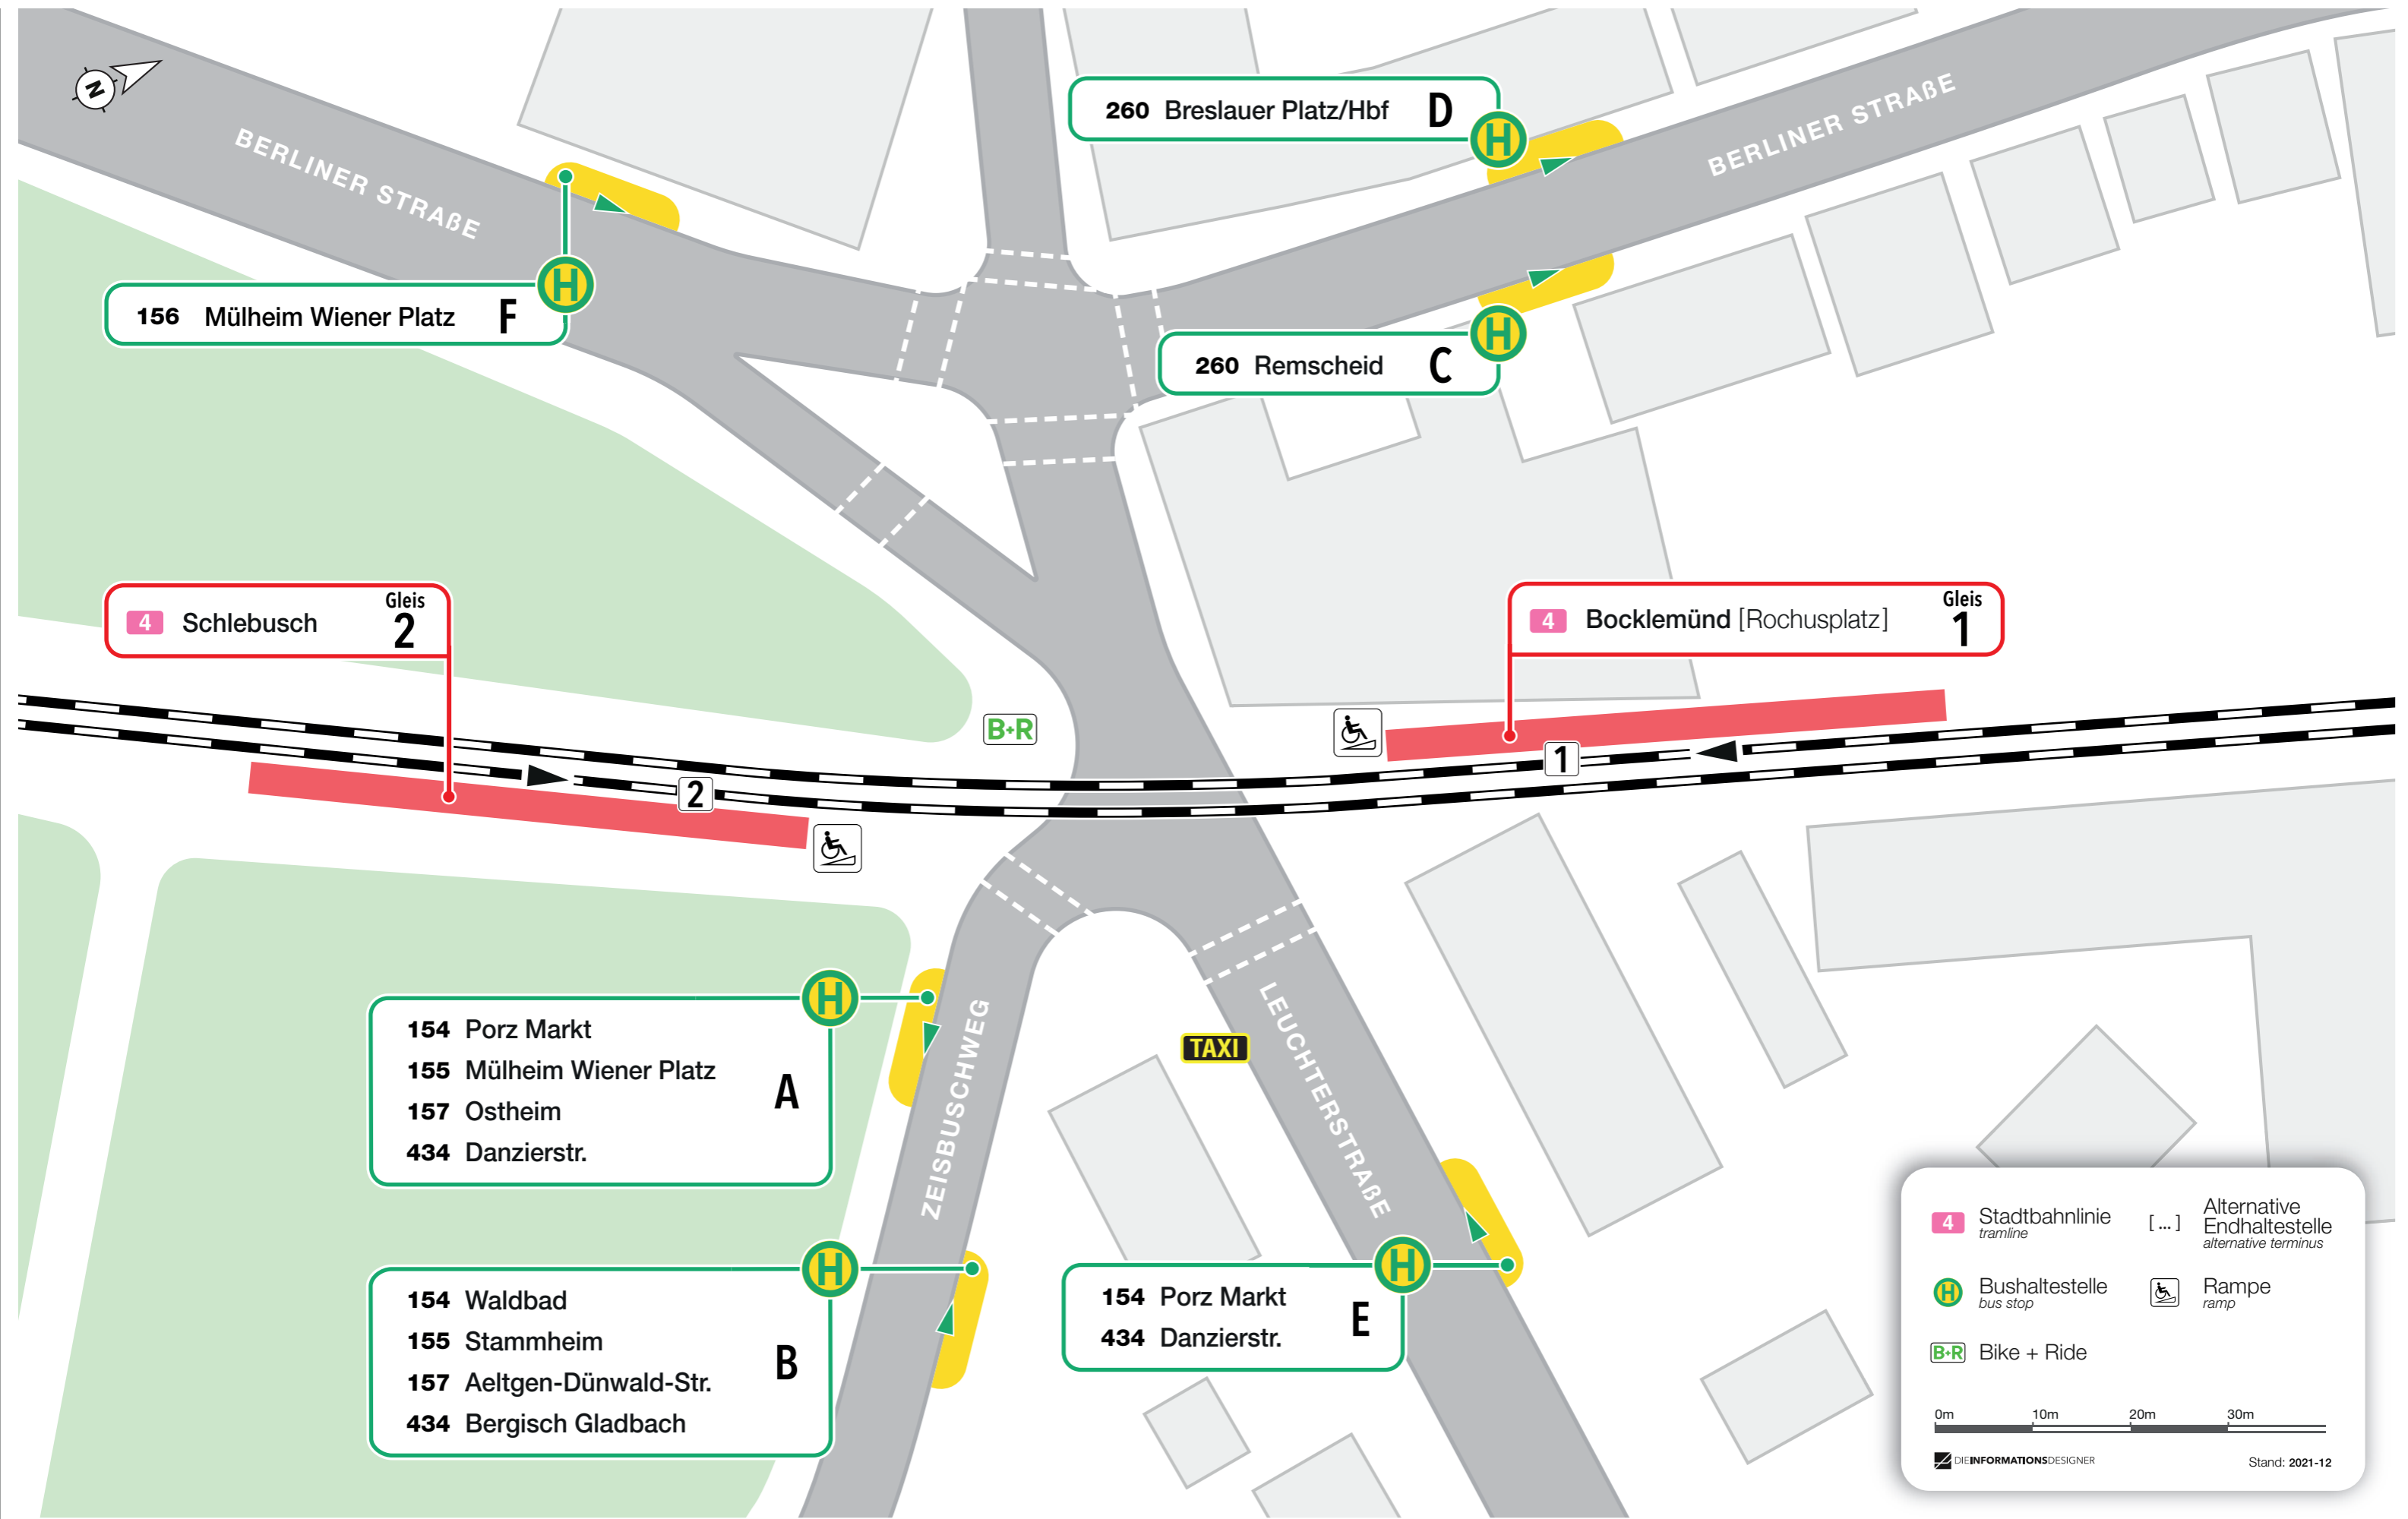 N
BERLINER STRAßE
BERLINER STRAßE
260 Breslauer Platz/Hbf D
H
H
156 Mülheim Wiener Platz F
H
260 Remscheid C
4 Schlebusch Gleis 2
4 Bocklemünd [Rochusplatz] Gleis 1
B+R
1
2
H
154 Porz Markt
155 Mülheim Wiener Platz
157 Ostheim
434 Danzierstr.
A
ZEISBUSCHWEG
TAXI
LEUCHTERSTRAßE
H
154 Waldbad
155 Stammheim
157 Aeltgen-Dünwald-Str.
434 Bergisch Gladbach
B
H
154 Porz Markt
434 Danzierstr.
E
4 Stadtbahnlinie
tramline
[ ... ] Alternative
Endhaltestelle
alternative terminus
H Bushaltestelle
bus stop
Rampe
ramp
B+R Bike + Ride
0m 10m 20m 30m
DIEINFORMATIONSDESIGNER
Stand: 2021-12